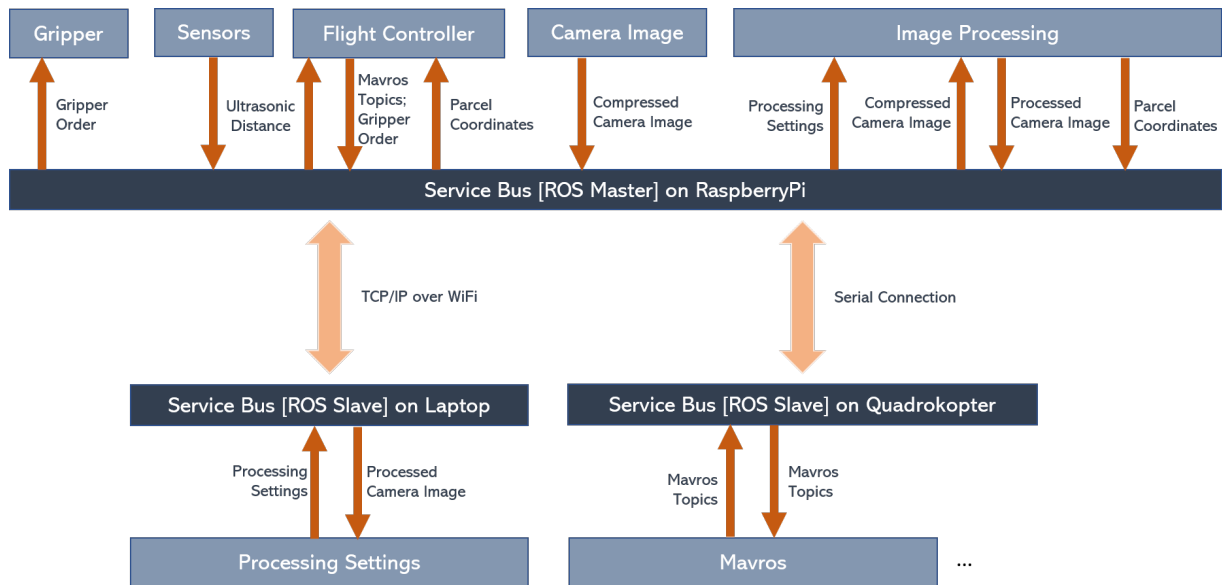 Gripper
Sensors
Flight Controller
Camera Image
Image Processing
Gripper
Order
Ultrasonic
Distance
Mavros
Topics;
Gripper
Order
Parcel
Coordinates
Compressed
Camera Image
Processing
Settings
Compressed
Camera Image
Processed
Camera Image
Parcel
Coordinates
Service Bus [ROS Master] on RaspberryPi
TCP/IP over WiFi
Serial Connection
Service Bus [ROS Slave] on Laptop
Service Bus [ROS Slave] on Quadrokopter
Processing
Settings
Processed
Camera Image
Mavros
Topics
Mavros
Topics
Processing Settings
Mavros
...